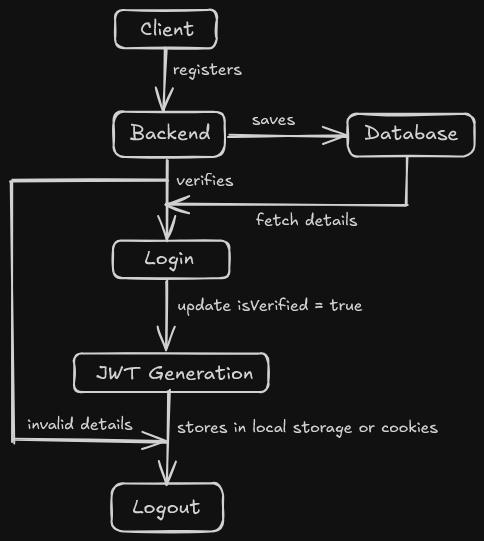 Client
registers
Backend
saves
Database
verifies
fetch details
Login
update isVerified = true
JWT Generation
invalid details
stores in local storage or cookies
Logout